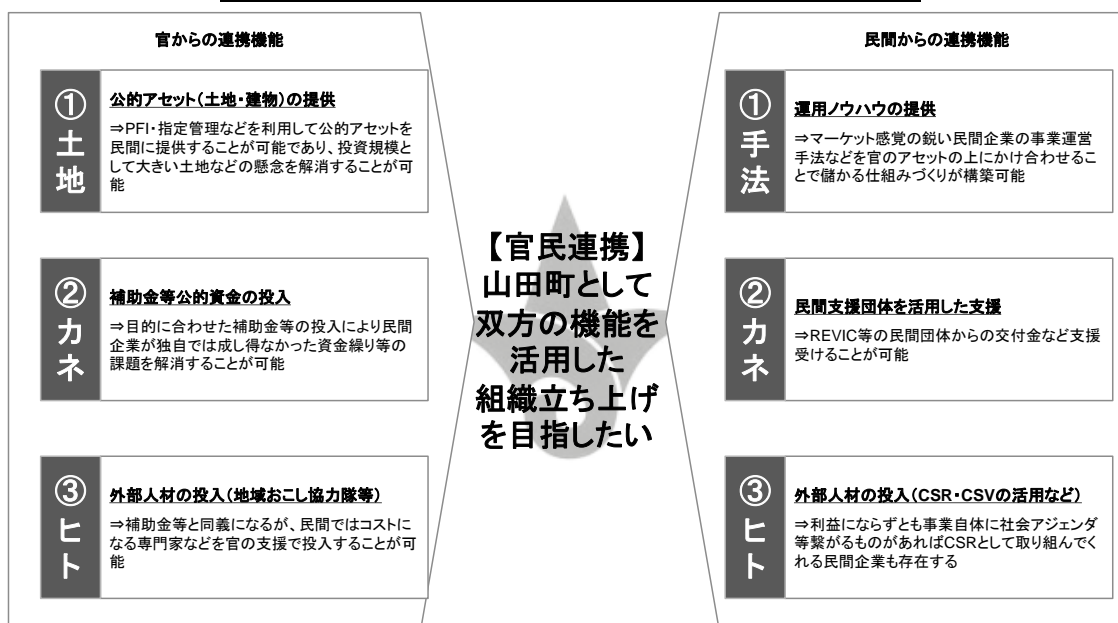 官からの連携機能
①
土
地
公的アセット(土地・建物)の提供
⇒PFI・指定管理などを利用して公的アセットを
民間に提供することが可能であり、投資規模と
して大きい土地などの懸念を解消することが可
能
②
カ
ネ
補助金等公的資金の投入
⇒目的に合わせた補助金等の投入により民間
企業が独自では成し得なかった資金繰り等の
課題を解消することが可能
③
ヒ
ト
外部人材の投入(地域おこし協力隊等)
⇒補助金等と同義になるが、民間ではコストに
なる専門家などを官の支援で投入することが可
能
【官民連携】
山田町として
双方の機能を
活用した
組織立ち上げ
を目指したい
民間からの連携機能
①
手
法
運用ノウハウの提供
⇒マーケット感覚の鋭い民間企業の事業運営
手法などを官のアセットの上にかけ合わせるこ
とで儲かる仕組みづくりが構築可能
②
カ
ネ
民間支援団体を活用した支援
⇒REVIC等の民間団体からの交付金など支援
受けることが可能
③
ヒ
ト
外部人材の投入(CSR・CSVの活用など)
⇒利益にならずとも事業自体に社会アジェンダ
等繋がるものがあればCSRとして取り組んでく
れる民間企業も存在する